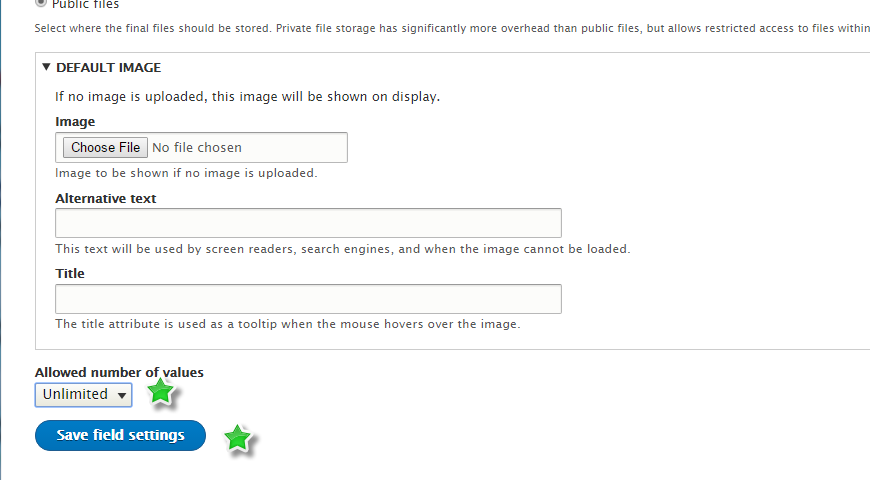 Public files
Select where the final files should be stored. Private file storage has significantly more overhead than public files, but allows restricted access to files within
DEFAULT IMAGE
If no image is uploaded, this image will be shown on display.
Image
Choose File No file chosen
Image to be shown if no image is uploaded.
Alternative text
This text will be used by screen readers, search engines, and when the image cannot be loaded.
Title
The title attribute is used as a tooltip when the mouse hovers over the image.
Allowed number of values
Unlimited
Save field settings